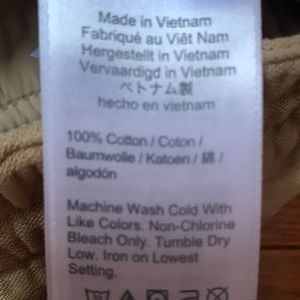 Made in Vietnam
Fabriqué au Viêt Nam
Hergestellt in Vietnam
Vervaardigd in Vietnam
ベトナム製
hecho en vietnam
100% Cotton / Coton /
Baumwolle / Katoen / 綿 /
algodón
Machine Wash Cold With
Like Colors. Non-Chlorine
Bleach Only. Tumble Dry
Low. Iron on Lowest
Setting.